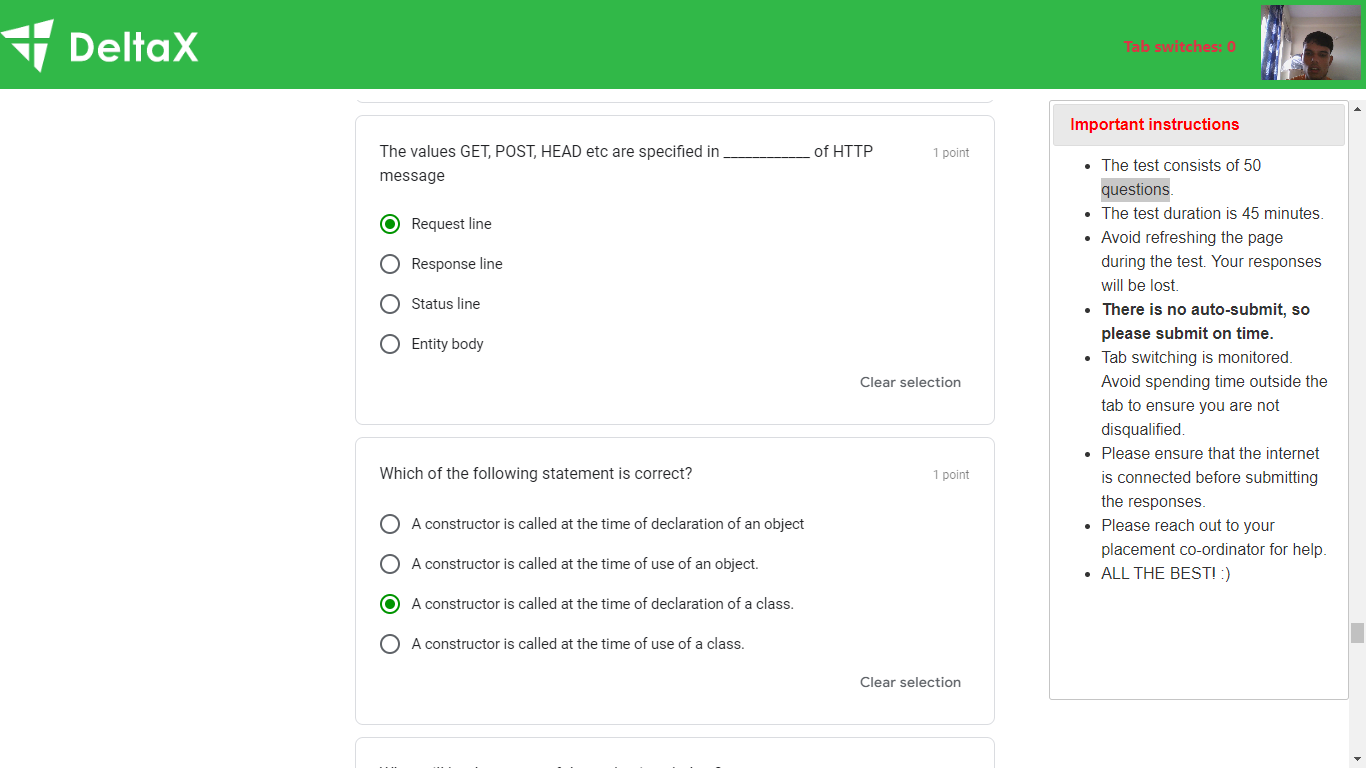 DeltaX
Tab switches: 0
The values GET, POST, HEAD etc are specified in ____________ of HTTP
message
1 point
Request line
Response line
Status line
Entity body
Clear selection
Which of the following statement is correct?
1 point
A constructor is called at the time of declaration of an object
A constructor is called at the time of use of an object.
A constructor is called at the time of declaration of a class.
A constructor is called at the time of use of a class.
Clear selection
Important instructions
The test consists of 50
questions.
The test duration is 45 minutes.
Avoid refreshing the page
during the test. Your responses
will be lost.
There is no auto-submit, so
please submit on time.
Tab switching is monitored.
Avoid spending time outside the
tab to ensure you are not
disqualified.
Please ensure that the internet
is connected before submitting
the responses.
Please reach out to your
placement co-ordinator for help.
ALL THE BEST! :)